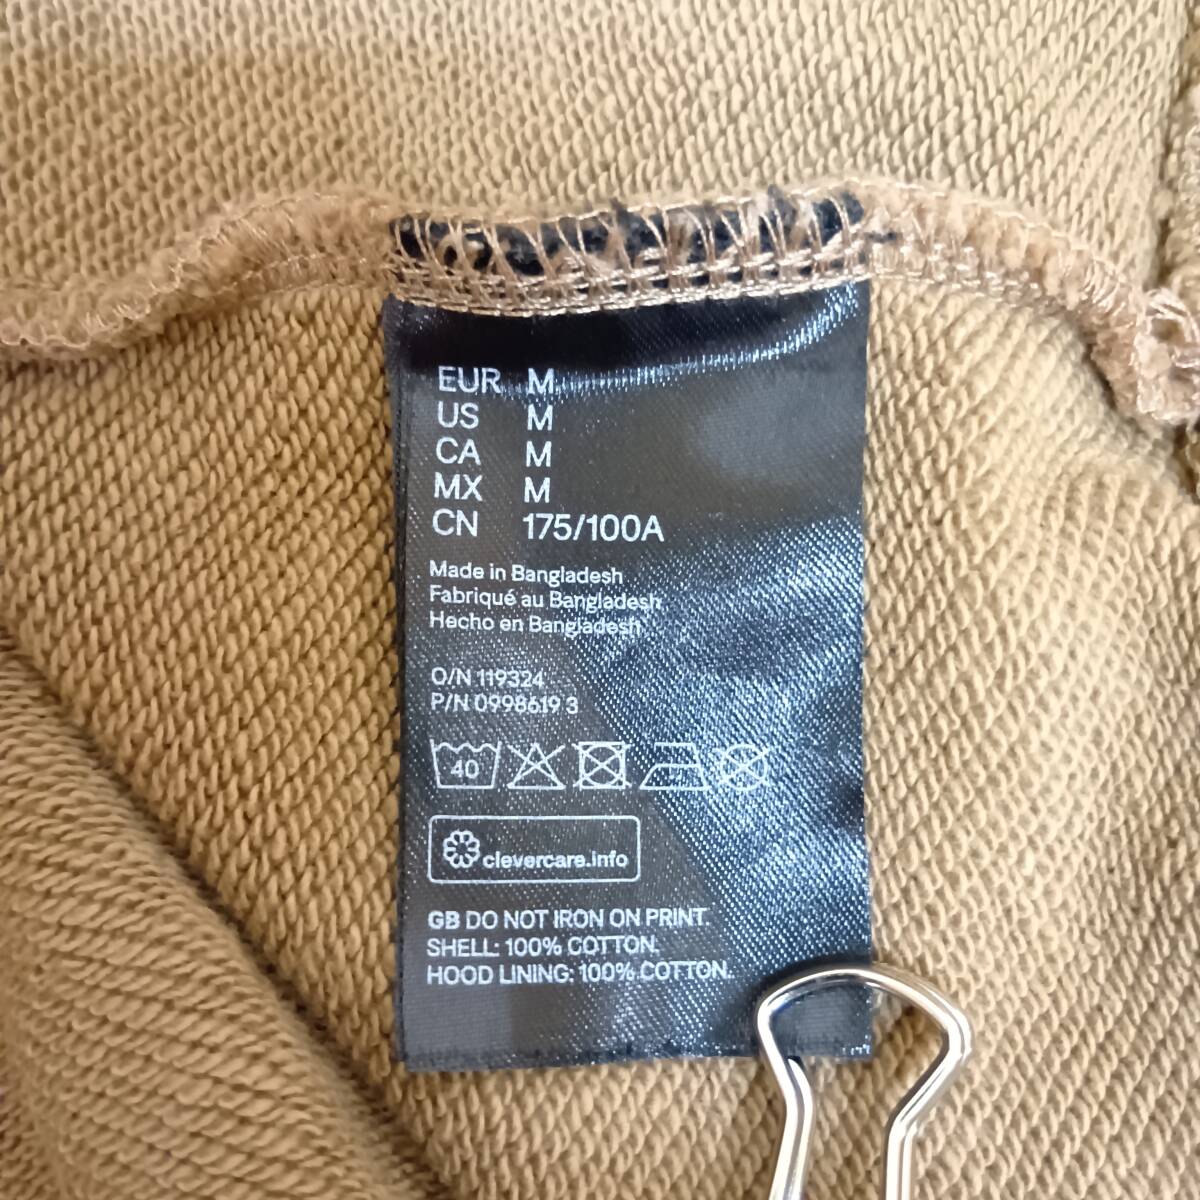 EUR M
US M
CA M
MX M
CN 175/100A
Made in Bangladesh
Fabriqué au Bangladesh
Hecho en Bangladesh
O/N 119324
P/N 0998619 3
40
clevercare.info
GB DO NOT IRON ON PRINT.
SHELL: 100% COTTON.
HOOD LINING: 100% COTTON.